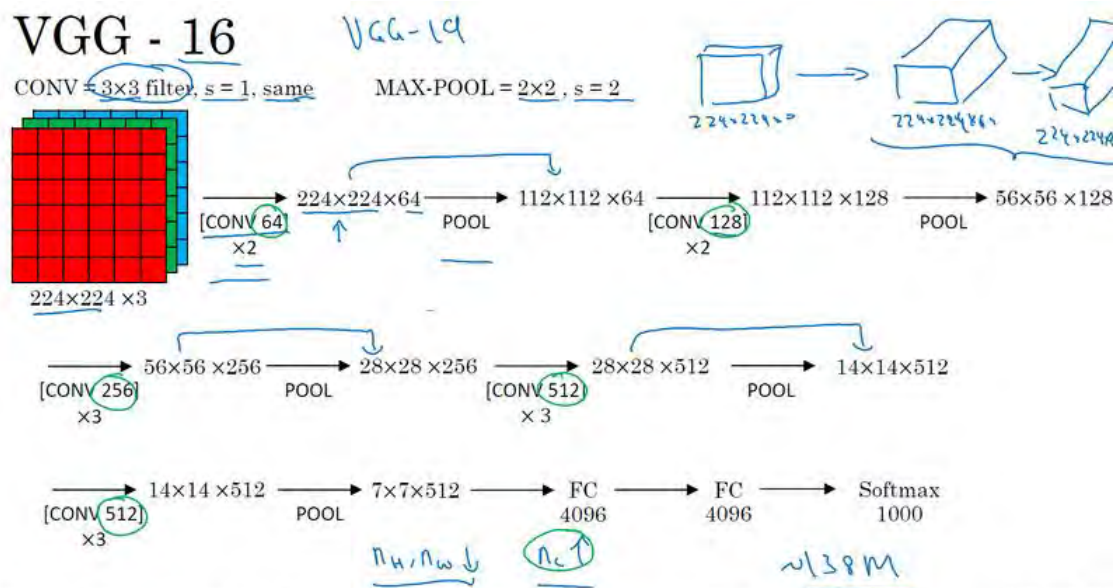 VGG - 16
VGG-19
CONV = 3×3 filter, s = 1, same
MAX-POOL = 2×2 , s = 2
224×224×3
224×224×64
224×224
224×224×64
112×112 ×64
112×112 ×128
56×56 ×128
[CONV 64]
×2
POOL
[CONV 128]
×2
POOL
224×224 ×3
56×56 ×256
28×28 ×256
28×28 ×512
14×14×512
[CONV 256]
×3
POOL
[CONV 512]
× 3
POOL
14×14 ×512
7×7×512
FC
4096
FC
4096
Softmax
1000
[CONV 512]
×3
POOL
nH, nW ↓
nC ↑
~138M